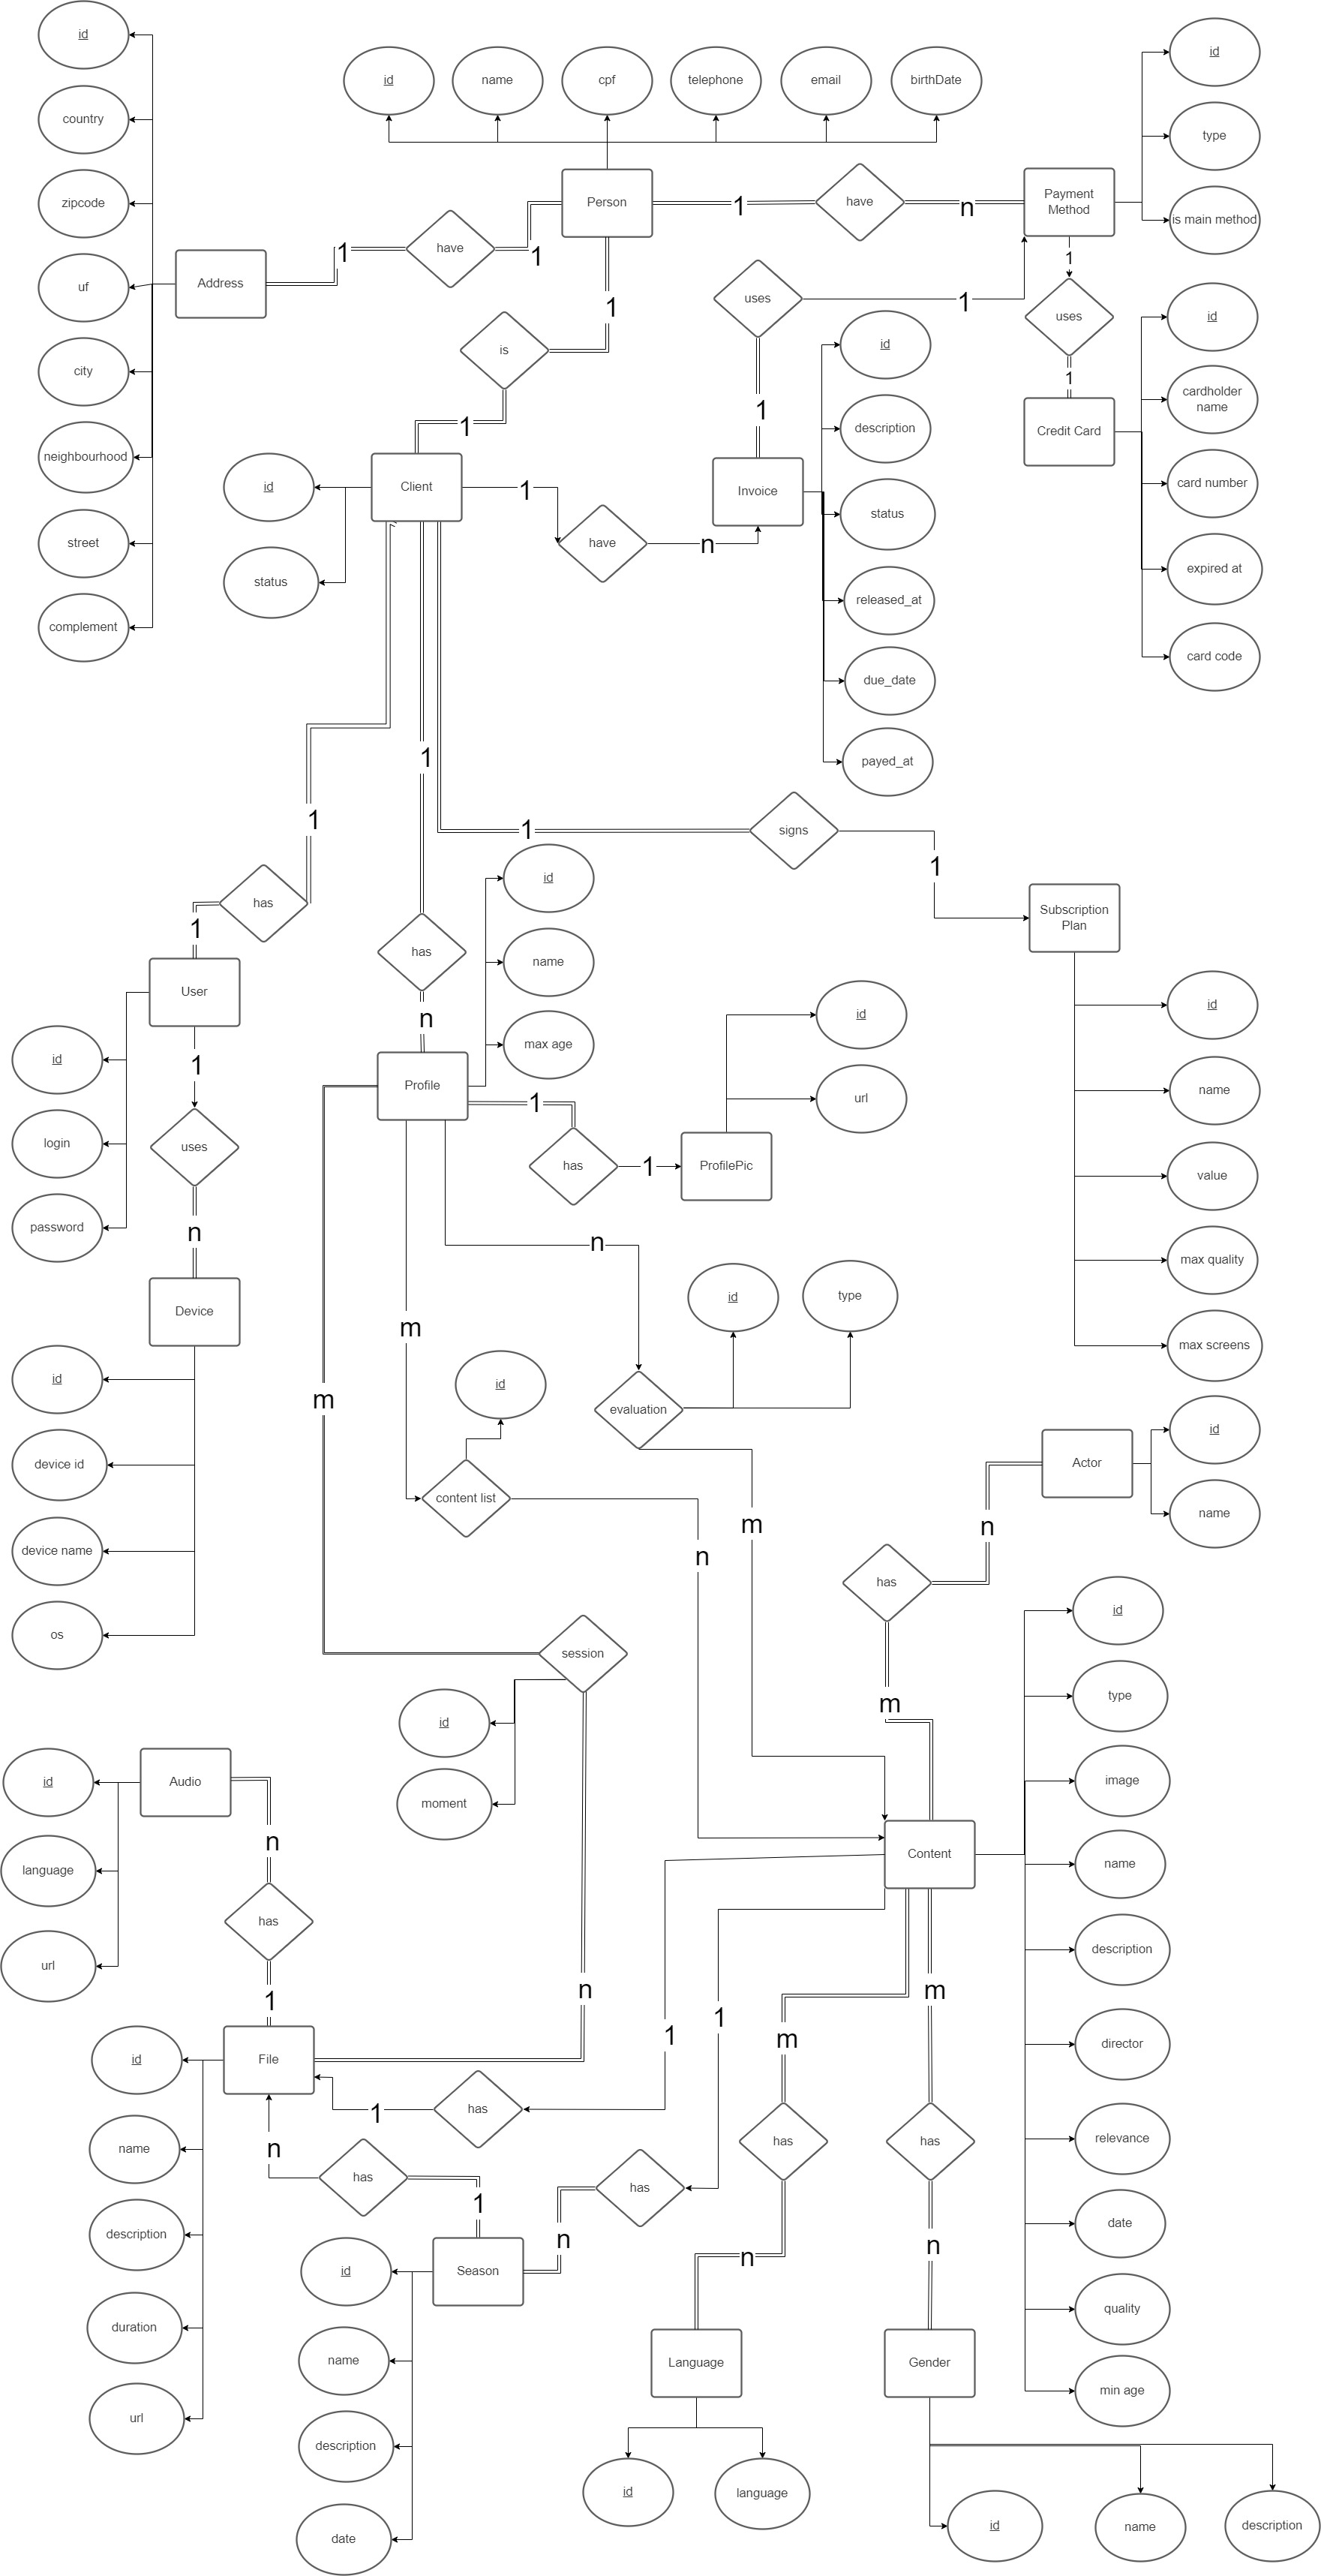 id
country
zipcode
uf
city
neighbourhood
street
complement
Address
1
have
1
id
name
cpf
telephone
email
birthDate
Person
1
have
n
Payment
Method
id
type
is main method
1
uses
1
Credit Card
id
cardholder
name
card number
expired at
card code
1
is
1
uses
1
1
Invoice
id
description
status
released_at
due_date
payed_at
Client
id
status
1
have
n
1
has
1
User
id
login
password
1
uses
n
Device
id
device id
device name
os
1
has
n
1
signs
1
Subscription
Plan
id
name
value
max quality
max screens
Profile
id
name
max age
1
has
1
ProfilePic
id
url
n
evaluation
id
type
m
m
content list
id
n
m
session
id
moment
n
Actor
id
name
n
has
m
Content
id
type
image
name
description
director
relevance
date
quality
min age
Audio
id
language
url
n
has
1
File
id
name
description
duration
url
1
has
1
n
has
1
Season
id
name
description
date
1
has
n
m
has
n
Language
id
language
m
has
n
Gender
id
name
description